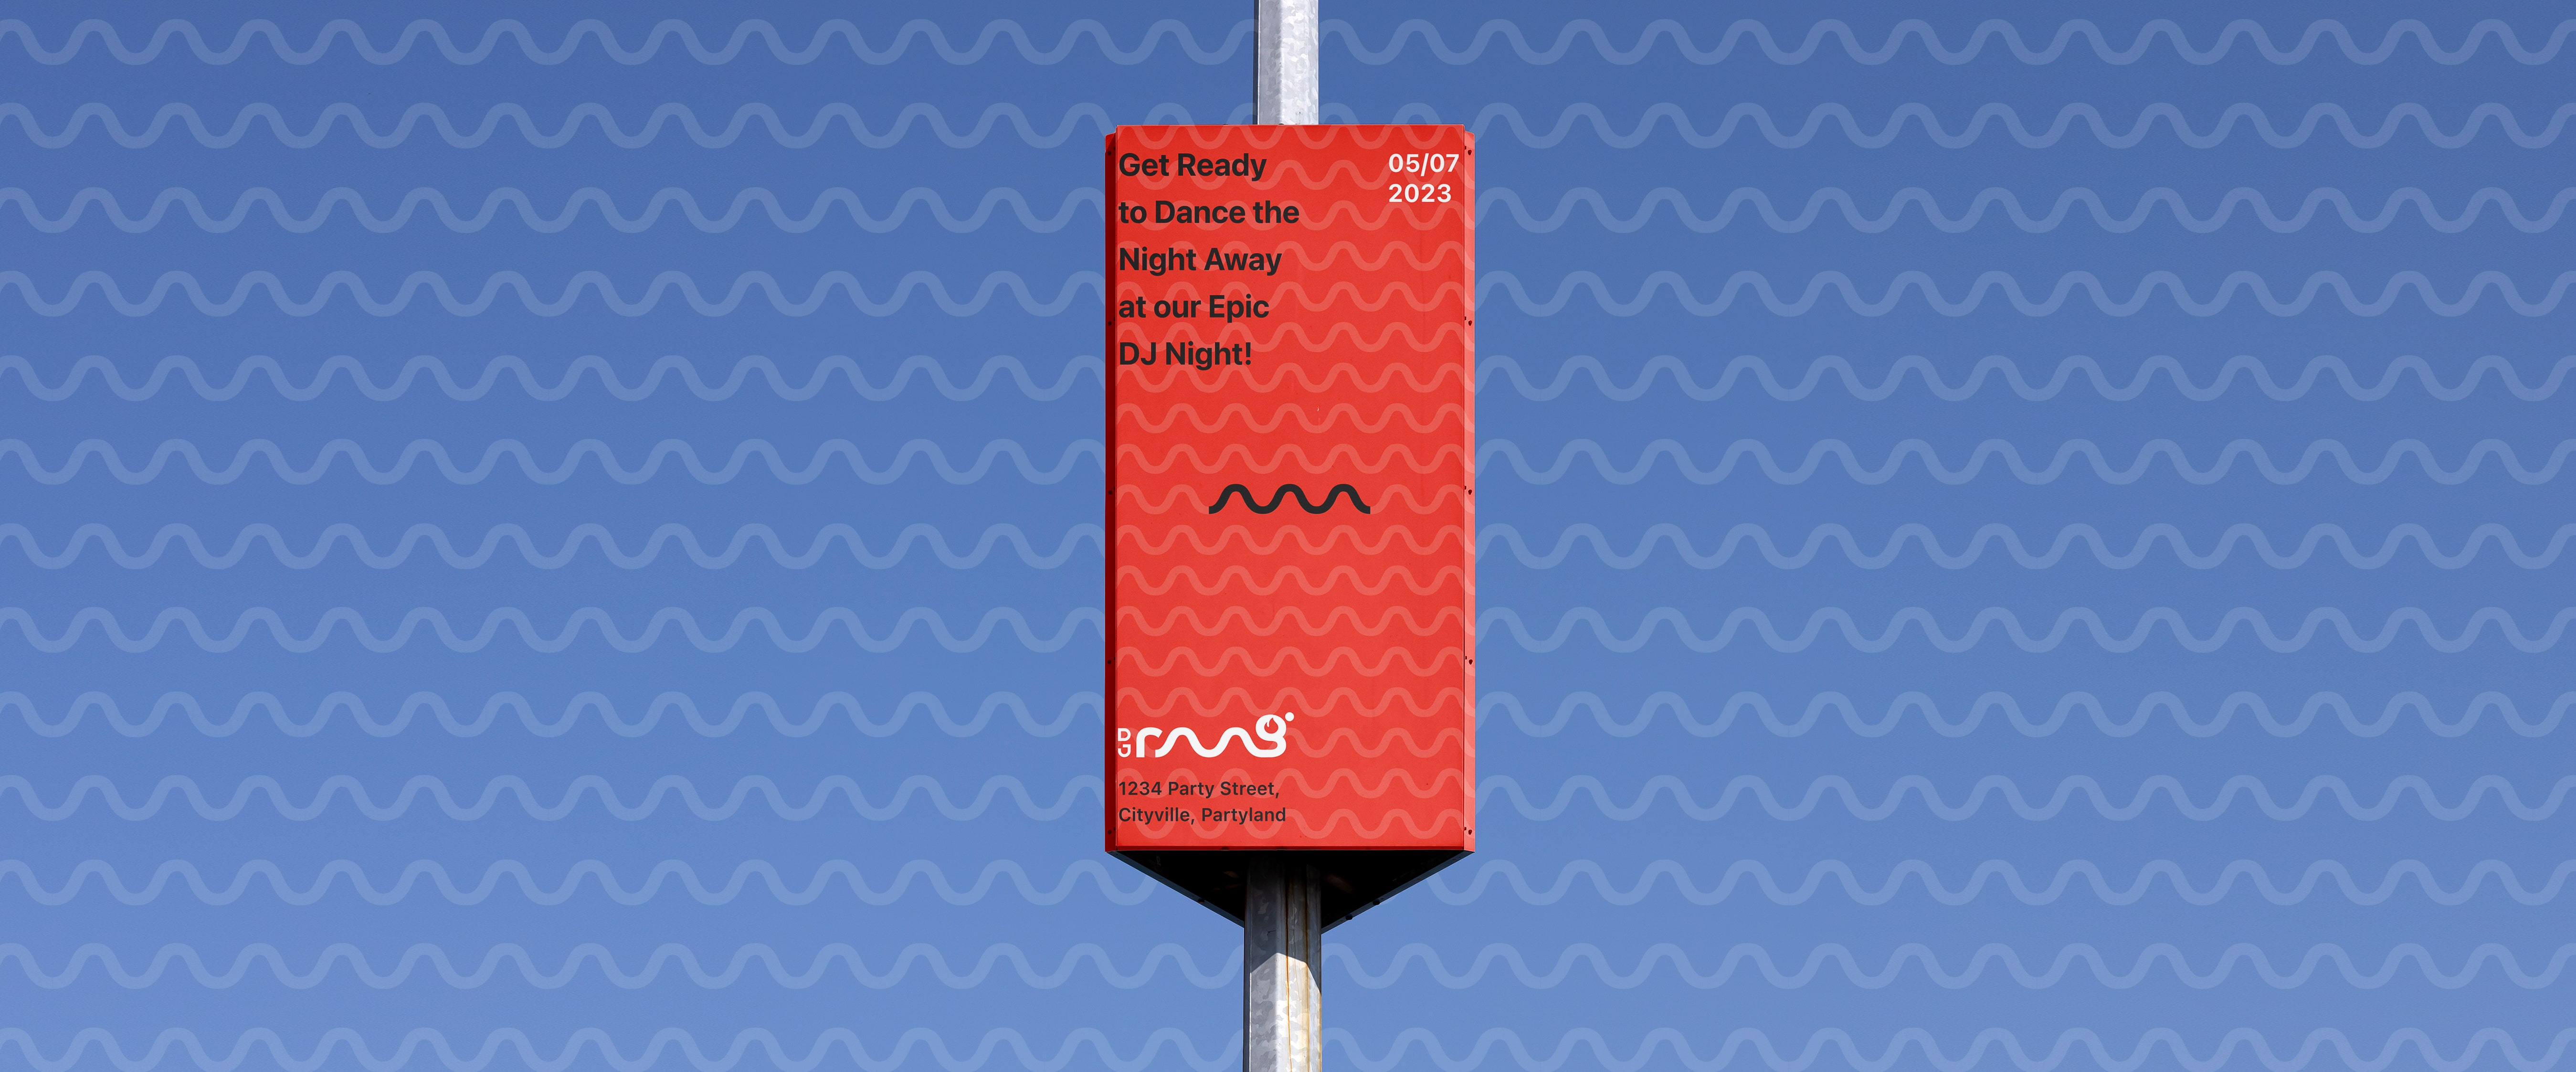 Get Ready
to Dance the
Night Away
at our Epic
DJ Night!
05/07
2023
DJ
1234 Party Street,
Cityville, Partyland